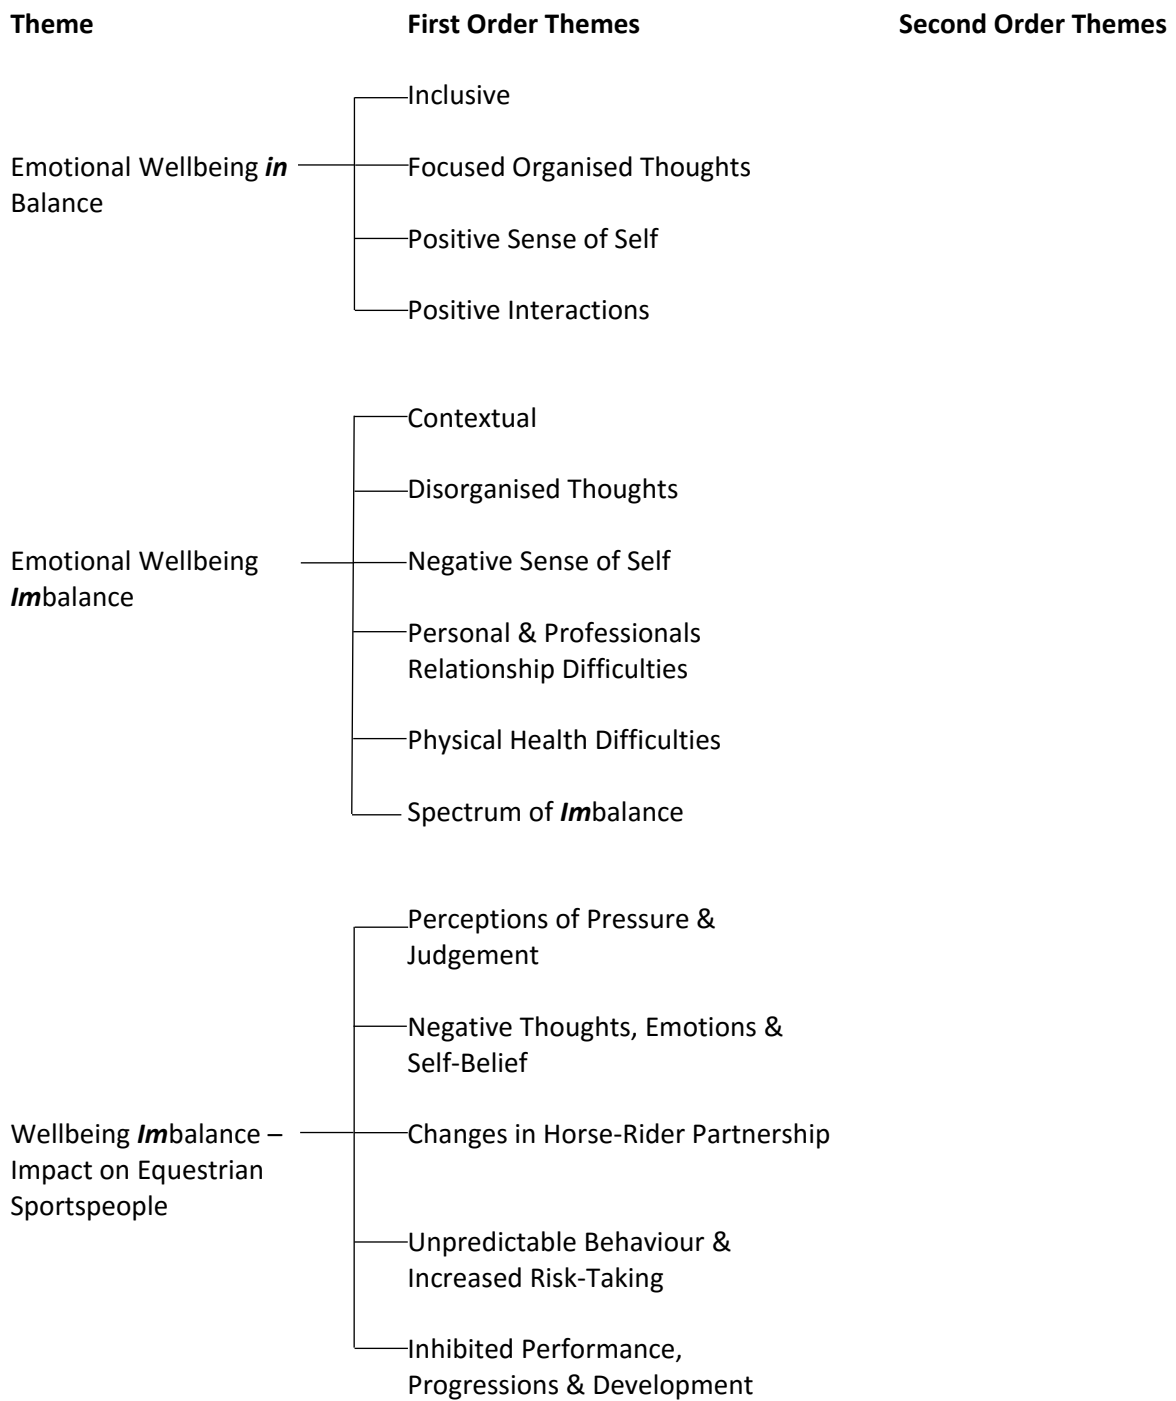 Theme First Order Themes Second Order Themes
Inclusive
Emotional Wellbeing in
Balance
Focused Organised Thoughts
Positive Sense of Self
Positive Interactions
Contextual
Disorganised Thoughts
Emotional Wellbeing
Imbalance
Negative Sense of Self
Personal & Professionals
Relationship Difficulties
Physical Health Difficulties
Spectrum of Imbalance
Perceptions of Pressure &
Judgement
Negative Thoughts, Emotions &
Self-Belief
Wellbeing Imbalance –
Impact on Equestrian
Sportspeople
Changes in Horse-Rider Partnership
Unpredictable Behaviour &
Increased Risk-Taking
Inhibited Performance,
Progressions & Development